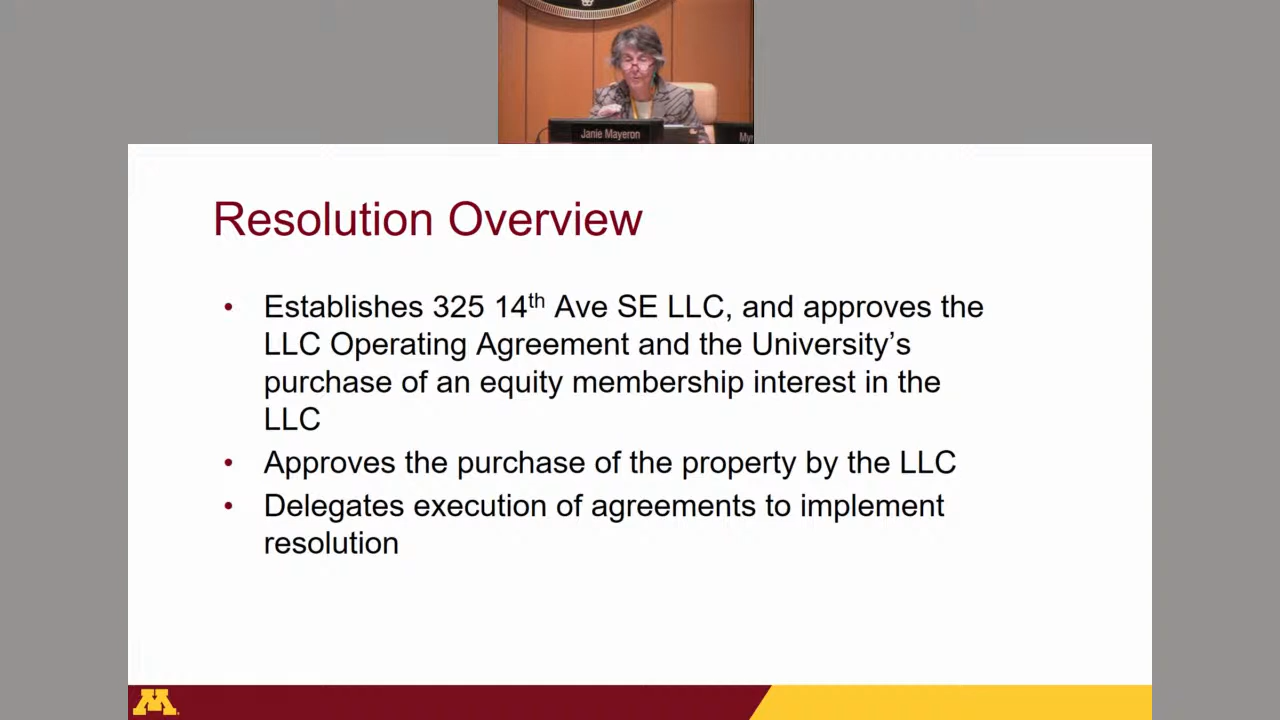 Janie Mayeron
Resolution Overview
• Establishes 325 14th Ave SE LLC, and approves the
LLC Operating Agreement and the University’s
purchase of an equity membership interest in the
LLC
• Approves the purchase of the property by the LLC
• Delegates execution of agreements to implement
resolution
M